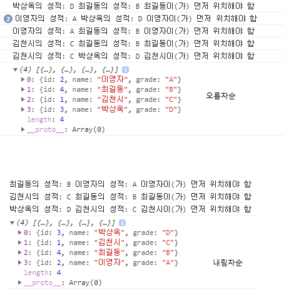 박상욱의 성적: D 최길동의 성적: B 최길동이(가) 먼저 위치해야 함
2 이영자의 성적: A 박상욱의 성적: D 이영자이(가) 먼저 위치해야 함
이영자의 성적: A 최길동의 성적: B 이영자이(가) 먼저 위치해야 함
김천시의 성적: C 최길동의 성적: B 최길동이(가) 먼저 위치해야 함
김천시의 성적: C 박상욱의 성적: D 김천시이(가) 먼저 위치해야 함
▼ (4) [{…}, {…}, {…}, {…}] i
▶ 0: {id: 2, name: "이영자", grade: "A"}
▶ 1: {id: 4, name: "최길동", grade: "B"}
▶ 2: {id: 1, name: "김천시", grade: "C"}
▶ 3: {id: 3, name: "박상욱", grade: "D"}
오름차순
length: 4
▶ __proto__: Array(0)
최길동의 성적: B 이영자의 성적: A 이영자이(가) 먼저 위치해야 함
김천시의 성적: C 최길동의 성적: B 최길동이(가) 먼저 위치해야 함
박상욱의 성적: D 김천시의 성적: C 김천시이(가) 먼저 위치해야 함
▼ (4) [{…}, {…}, {…}, {…}] i
▶ 0: {id: 3, name: "박상욱", grade: "D"}
▶ 1: {id: 1, name: "김천시", grade: "C"}
▶ 2: {id: 4, name: "최길동", grade: "B"}
▶ 3: {id: 2, name: "이영자", grade: "A"}
내림차순
length: 4
▶ __proto__: Array(0)